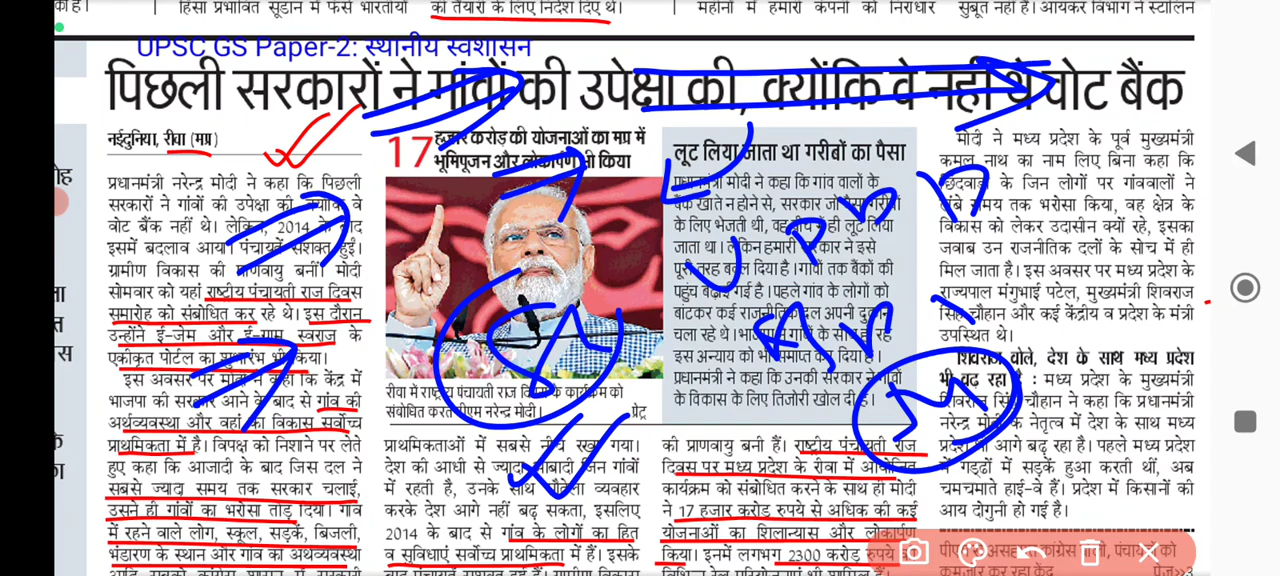 हिंसा प्रभावित सूडान में फंसे भारतीयों
की तैयारी के लिए निर्देश दिए थे।
महीनों में हमारी कंपनी को निराधार
सुबूत नहीं हैं। आयकर विभाग ने स्टालिन
UPSC GS Paper-2: स्थानीय स्वशासन
पिछली सरकारों ने गांवों की उपेक्षा की, क्योंकि वे नहीं थे वोट बैंक
नईदुनिया, रीवा (मप्र)
प्रधानमंत्री नरेन्द्र मोदी ने कहा कि पिछली
सरकारों ने गांवों की उपेक्षा की क्योंकि वे
वोट बैंक नहीं थे। लेकिन, 2014 के बाद
इसमें बदलाव आया। पंचायतें सशक्त हुईं।
ग्रामीण विकास की प्राणवायु बनीं। मोदी
सोमवार को यहां राष्ट्रीय पंचायती राज दिवस
समारोह को संबोधित कर रहे थे। इस दौरान
उन्होंने ई-जेम और ई-ग्राम स्वराज के
एकीकृत पोर्टल का शुभारंभ भी किया।
इस अवसर पर मोदी ने कहा कि केंद्र में
भाजपा की सरकार आने के बाद से गांव की
अर्थव्यवस्था और वहां का विकास सर्वोच्च
प्राथमिकता में है। विपक्ष को निशाने पर लेते
हुए कहा कि आजादी के बाद जिस दल ने
सबसे ज्यादा समय तक सरकार चलाई,
उसने ही गांवों का भरोसा तोड़ दिया। गांव
में रहने वाले लोग, स्कूल, सड़कें, बिजली,
भंडारण के स्थान और गांव की अर्थव्यवस्था
17 हजार करोड़ की योजनाओं का मप्र में
भूमिपूजन और लोकार्पण भी किया
रीवा में राष्ट्रीय पंचायती राज दिवस के कार्यक्रम को
संबोधित करते पीएम नरेन्द्र मोदी। प्रेट्र
प्राथमिकताओं में सबसे नीचे रखा गया।
देश की आधी से ज्यादा आबादी जिन गांवों
में रहती है, उनके साथ सौतेला व्यवहार
करके देश आगे नहीं बढ़ सकता, इसलिए
2014 के बाद से गांव के लोगों का हित
व सुविधाएं सर्वोच्च प्राथमिकता में हैं। इसके
लूट लिया जाता था गरीबों का पैसा
प्रधानमंत्री मोदी ने कहा कि गांव वालों के
बैंक खाते न होने से, सरकार जो पैसा गरीबों
के लिए भेजती थी, वह बीच में ही लूट लिया
जाता था। लेकिन हमारी सरकार ने इसे
पूरी तरह बदल दिया है। गांवों तक बैंकों की
पहुंच बढ़ाई गई है। पहले गांव के लोगों को
बांटकर कई राजनीतिक दल अपनी दुकान
चला रहे थे। भाजपा गांवों के साथ हो रहे
इस अन्याय को भी समाप्त कर दिया है।
प्रधानमंत्री ने कहा कि उनकी सरकार ने गांवों
के विकास के लिए तिजोरी खोल दी है।
की प्राणवायु बनी हैं। राष्ट्रीय पंचायती राज
दिवस पर मध्य प्रदेश के रीवा में आयोजित
कार्यक्रम को संबोधित करने के साथ ही मोदी
ने 17 हजार करोड़ रुपये से अधिक की कई
योजनाओं का शिलान्यास और लोकार्पण
किया। इनमें लगभग 2300 करोड़ रुपये
मोदी ने मध्य प्रदेश के पूर्व मुख्यमंत्री
कमल नाथ का नाम लिए बिना कहा कि
छिंदवाड़ा के जिन लोगों पर गांववालों ने
लंबे समय तक भरोसा किया, वह क्षेत्र के
विकास को लेकर उदासीन क्यों रहे, इसका
जवाब उन राजनीतिक दलों के सोच में ही
मिल जाता है। इस अवसर पर मध्य प्रदेश के
राज्यपाल मंगुभाई पटेल, मुख्यमंत्री शिवराज
सिंह चौहान और कई केंद्रीय व प्रदेश के मंत्री
उपस्थित थे।
शिवराज बोले, देश के साथ मध्य प्रदेश
भी बढ़ रहा है : मध्य प्रदेश के मुख्यमंत्री
शिवराज सिंह चौहान ने कहा कि प्रधानमंत्री
नरेन्द्र मोदी के नेतृत्व में देश के साथ मध्य
प्रदेश भी आगे बढ़ रहा है। पहले मध्य प्रदेश
में गड्ढों में सड़कें हुआ करती थीं, अब
चमचमाते हाई-वे हैं। प्रदेश में किसानों की
आय दोगुनी हो गई है।